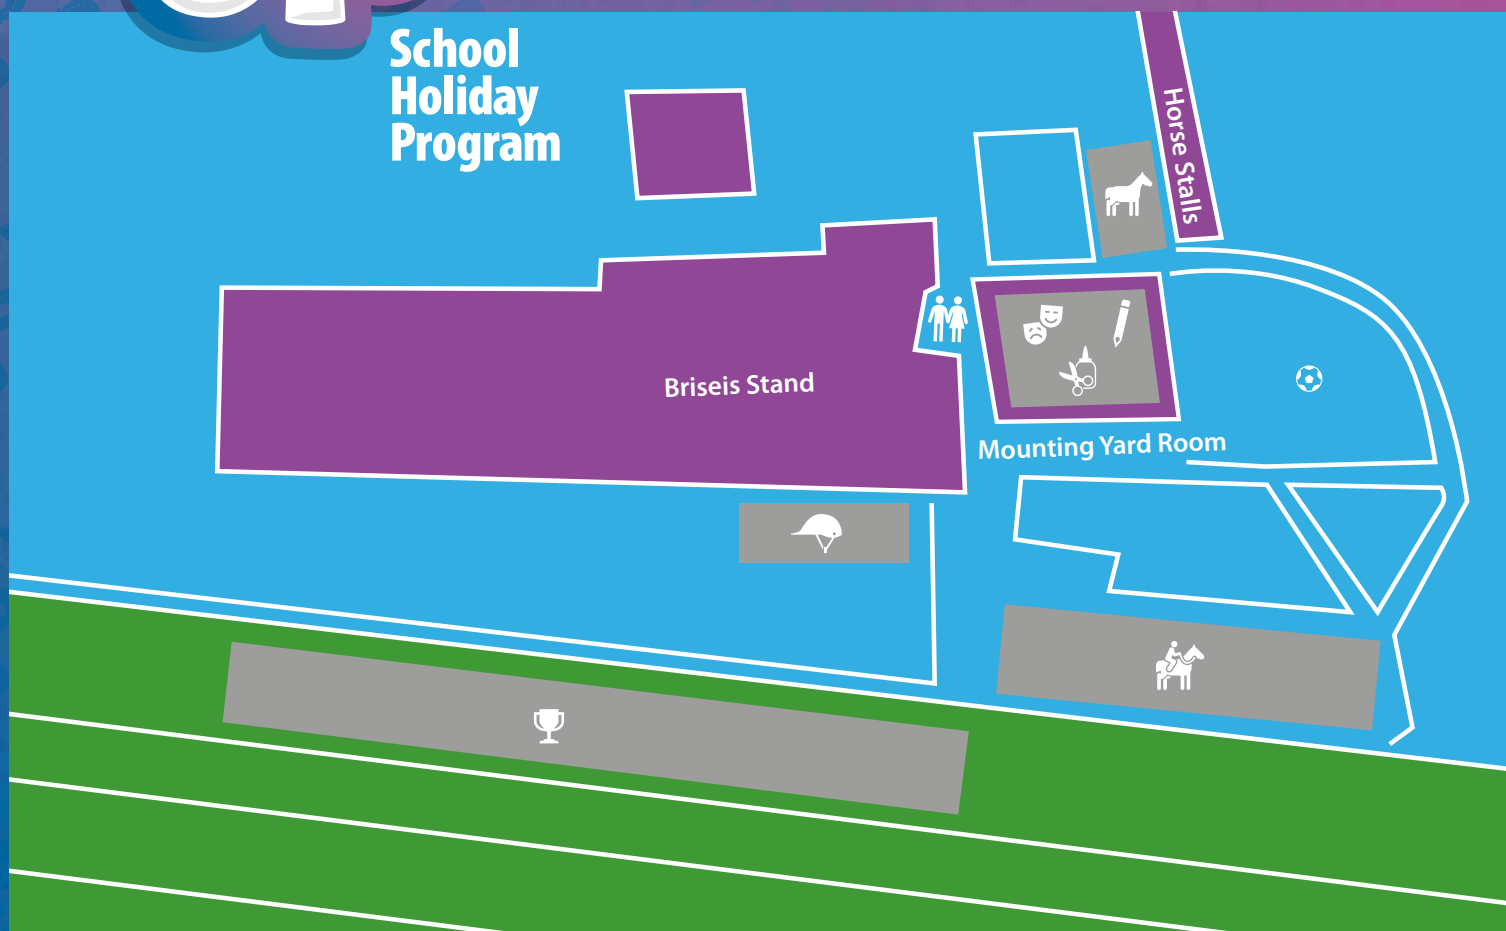 School
Holiday
Program
Horse Stalls
Briseis Stand
Mounting Yard Room